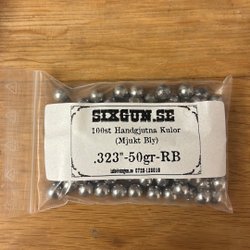 SIXGUN.SE
100st Handgjutna Kulor
(Mjukt Bly)
.323"-50gr-RB